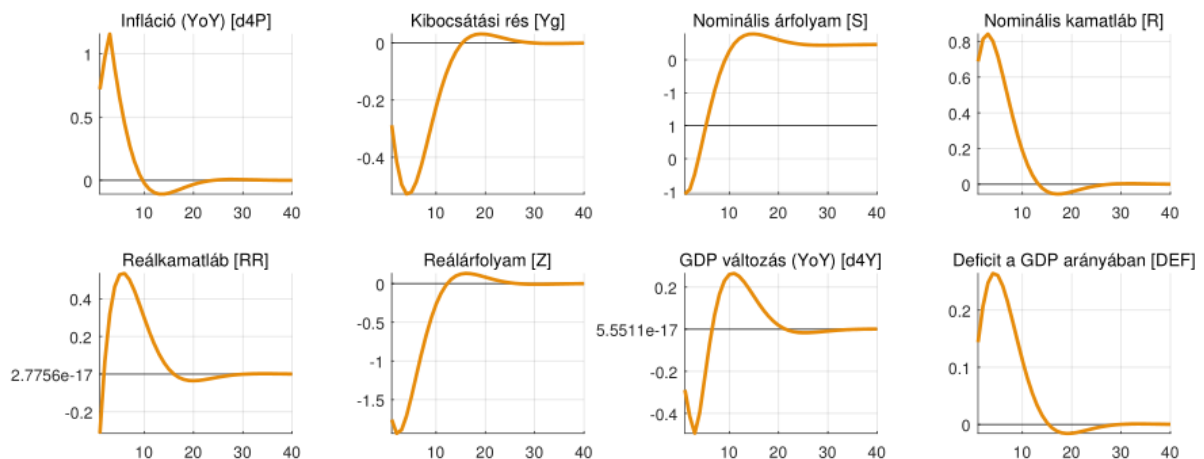 Infláció (YoY) [d4P]
1
0.5
0
10 20 30 40
Kibocsátási rés [Yg]
0
-0.2
-0.4
10 20 30 40
Nominális árfolyam [S]
0
-1
1
0
-1
10 20 30 40
Nominális kamatláb [R]
0.8
0.6
0.4
0.2
0
10 20 30 40
Reálkamatláb [RR]
0.4
0.2
2.7756e-17
-0.2
10 20 30 40
Reálárfolyam [Z]
0
-0.5
-1
-1.5
10 20 30 40
GDP változás (YoY) [d4Y]
0.2
5.5511e-17
-0.2
-0.4
10 20 30 40
Deficit a GDP arányában [DEF]
0.2
0.1
0
10 20 30 40